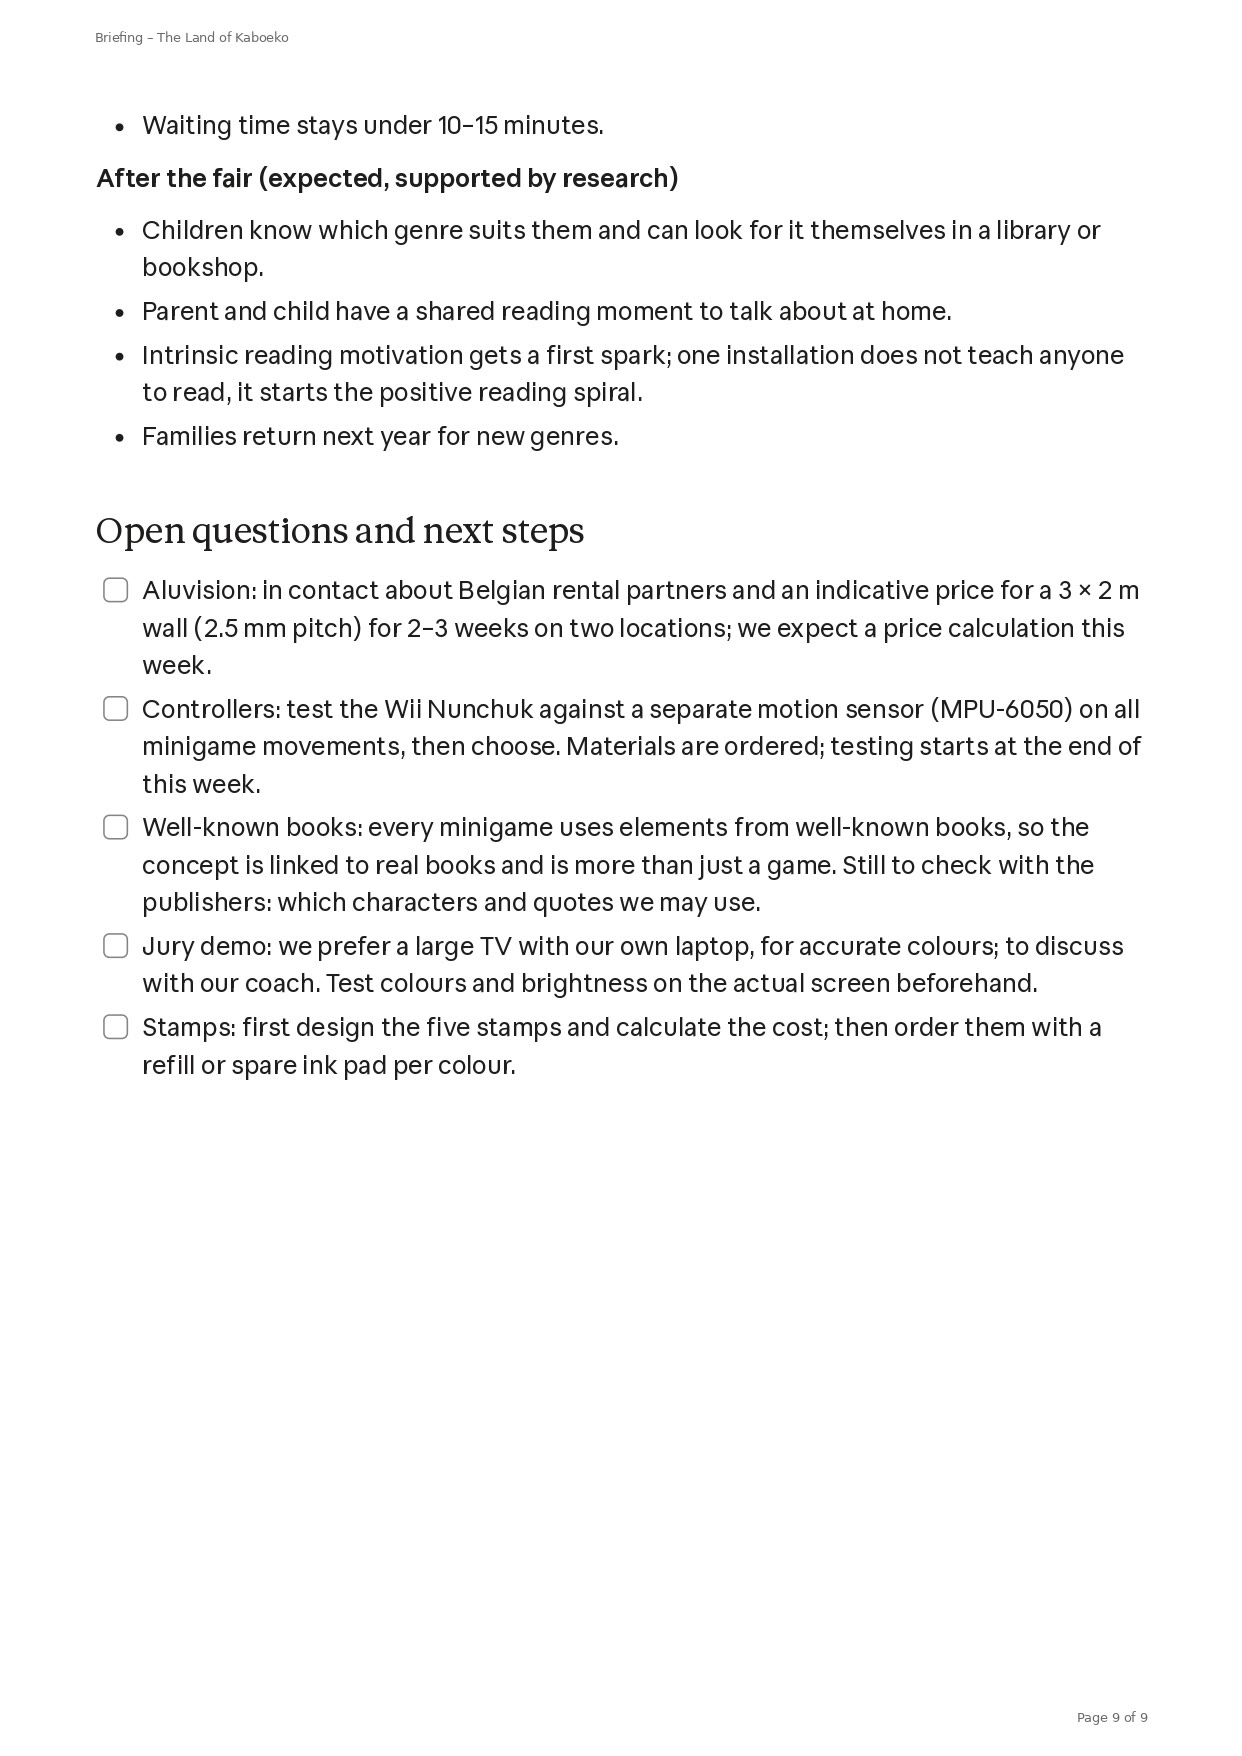 Briefing – The Land of Kaboeko
• Waiting time stays under 10–15 minutes.
After the fair (expected, supported by research)
• Children know which genre suits them and can look for it themselves in a library or
bookshop.
• Parent and child have a shared reading moment to talk about at home.
• Intrinsic reading motivation gets a first spark; one installation does not teach anyone
to read, it starts the positive reading spiral.
• Families return next year for new genres.
Open questions and next steps
Aluvision: in contact about Belgian rental partners and an indicative price for a 3 × 2 m
wall (2.5 mm pitch) for 2–3 weeks on two locations; we expect a price calculation this
week.
Controllers: test the Wii Nunchuk against a separate motion sensor (MPU-6050) on all
minigame movements, then choose. Materials are ordered; testing starts at the end of
this week.
Well-known books: every minigame uses elements from well-known books, so the
concept is linked to real books and is more than just a game. Still to check with the
publishers: which characters and quotes we may use.
Jury demo: we prefer a large TV with our own laptop, for accurate colours; to discuss
with our coach. Test colours and brightness on the actual screen beforehand.
Stamps: first design the five stamps and calculate the cost; then order them with a
refill or spare ink pad per colour.
Page 9 of 9